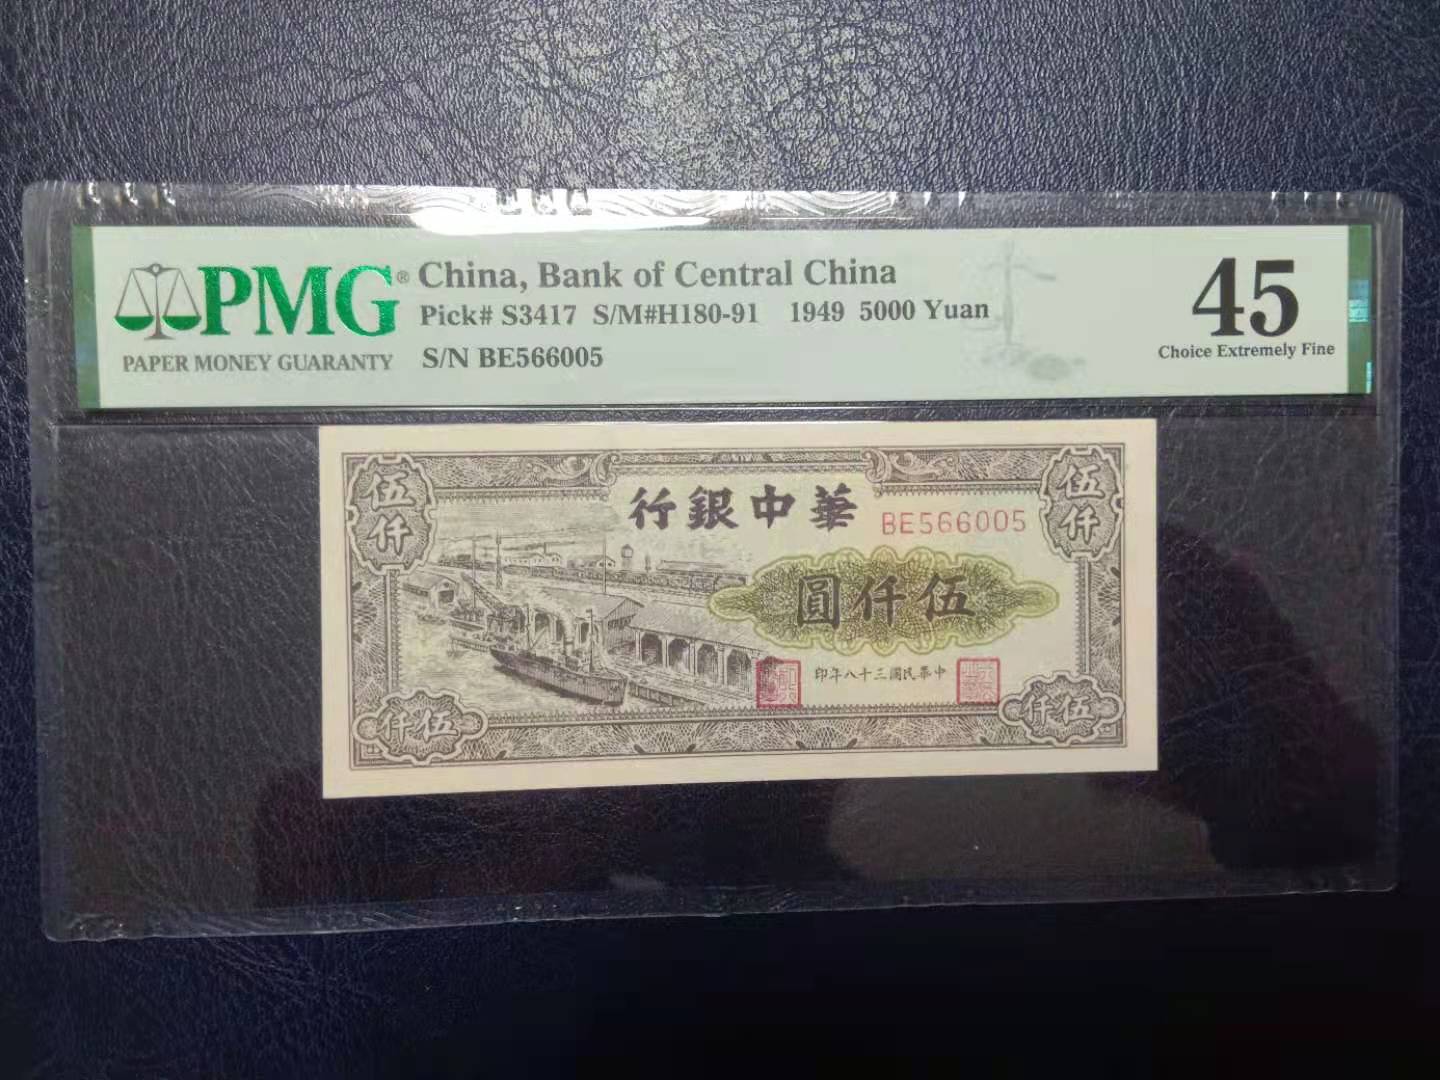 PMG®
PAPER MONEY GUARANTY
China, Bank of Central China
Pick# S3417 S/M#H180-91 1949 5000 Yuan
S/N BE566005
45
Choice Extremely Fine
伍仟
行銀中華
BE566005
伍仟
圓仟伍
印年八十三國民華中
仟伍
仟伍